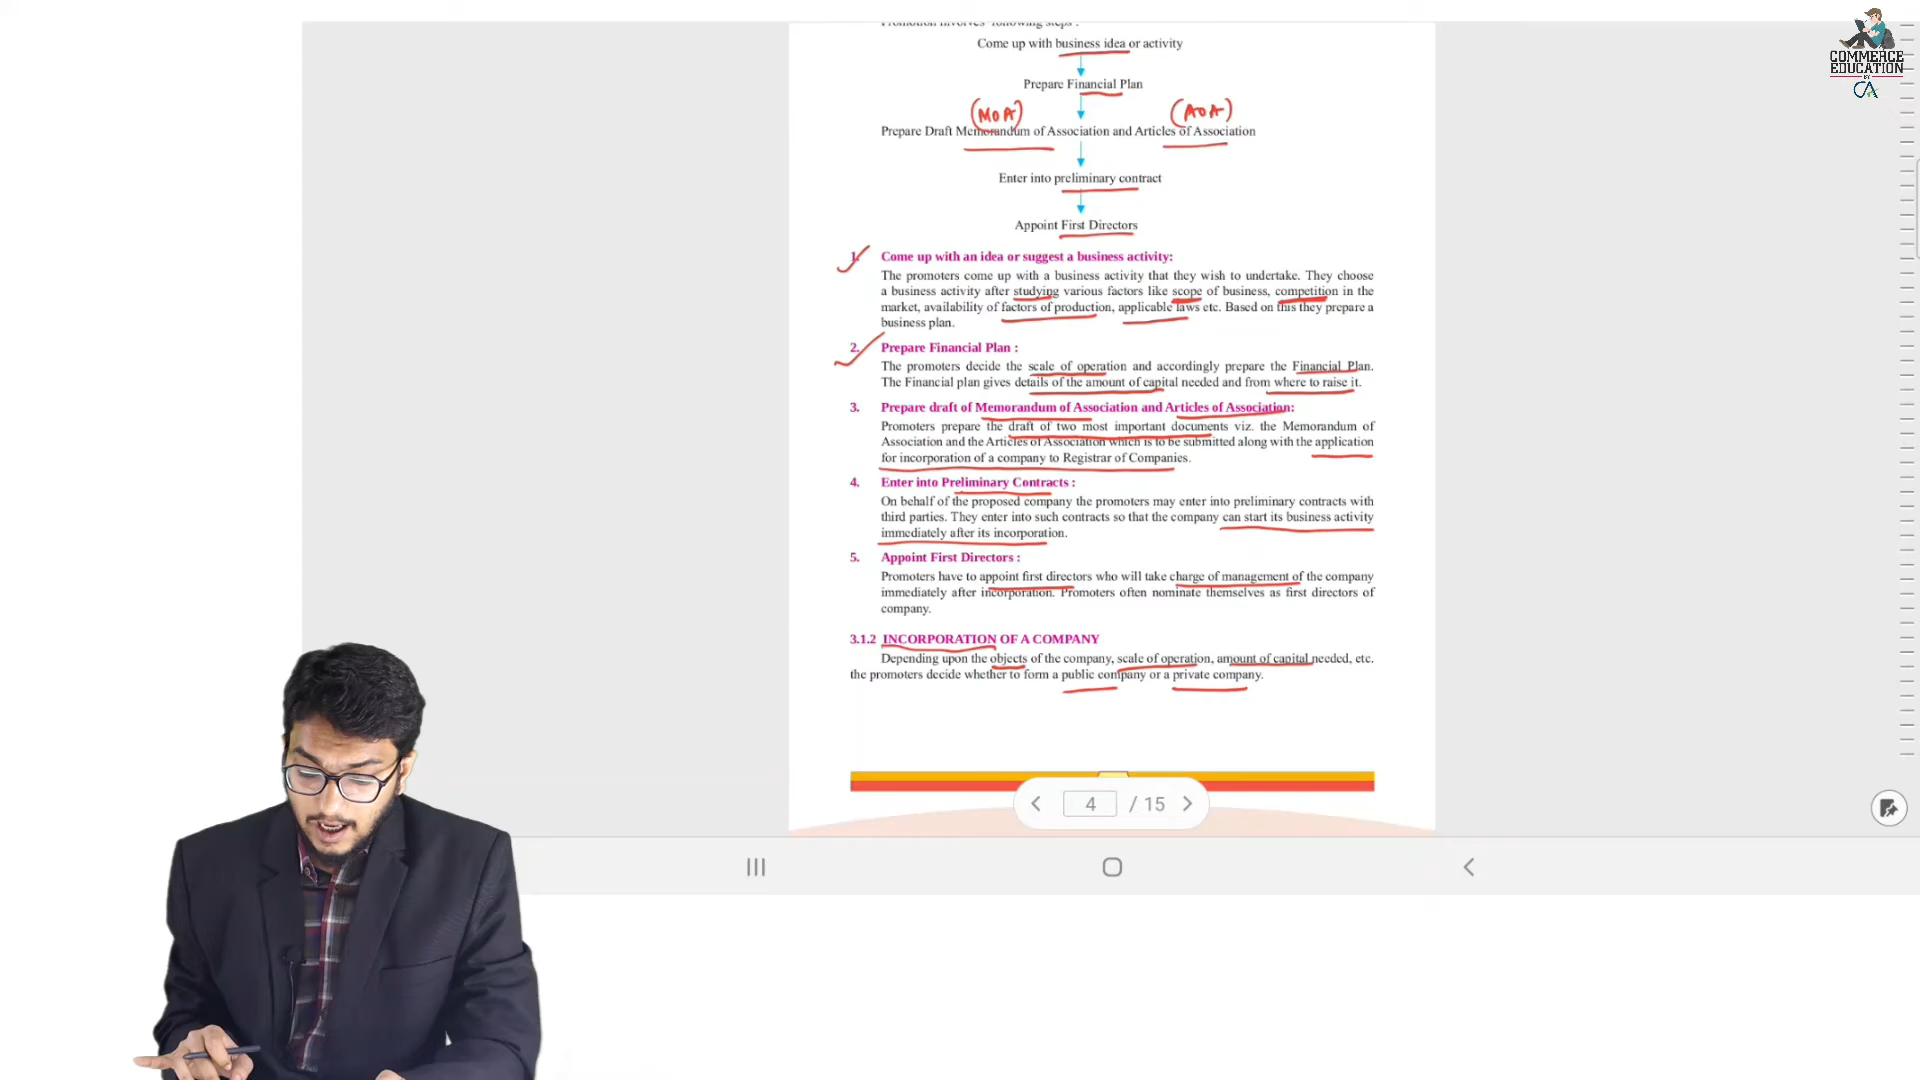 Promotion involves following steps :
Come up with business idea or activity
Prepare Financial Plan
(MOA) (AOA)
Prepare Draft Memorandum of Association and Articles of Association
Enter into preliminary contract
Appoint First Directors
1. Come up with an idea or suggest a business activity:
The promoters come up with a business activity that they wish to undertake. They choose
a business activity after studying various factors like scope of business, competition in the
market, availability of factors of production, applicable laws etc. Based on this they prepare a
business plan.
2. Prepare Financial Plan :
The promoters decide the scale of operation and accordingly prepare the Financial Plan.
The Financial plan gives details of the amount of capital needed and from where to raise it.
3. Prepare draft of Memorandum of Association and Articles of Association:
Promoters prepare the draft of two most important documents viz. the Memorandum of
Association and the Articles of Association which is to be submitted along with the application
for incorporation of a company to Registrar of Companies.
4. Enter into Preliminary Contracts :
On behalf of the proposed company the promoters may enter into preliminary contracts with
third parties. They enter into such contracts so that the company can start its business activity
immediately after its incorporation.
5. Appoint First Directors :
Promoters have to appoint first directors who will take charge of management of the company
immediately after incorporation. Promoters often nominate themselves as first directors of
company.
3.1.2 INCORPORATION OF A COMPANY
Depending upon the objects of the company, scale of operation, amount of capital needed, etc.
the promoters decide whether to form a public company or a private company.
4 / 15
COMMERCE
EDUCATION
BY
CA